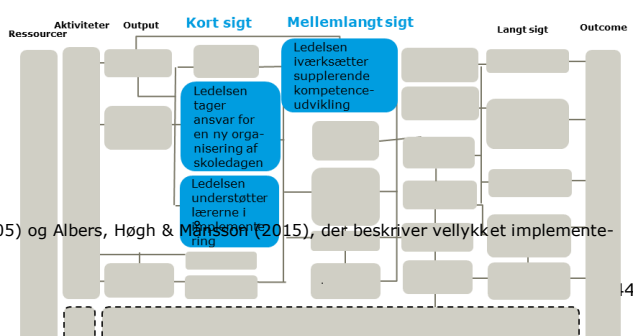 Ressourcer
Aktiviteter
Output
Kort sigt
Mellemlangt sigt
Langt sigt
Outcome
Ledelsen
iværksætter
supplerende
kompetence-
udvikling
Ledelsen
tager
ansvar for
en ny orga-
nisering af
skoledagen
Ledelsen
understøtter
lærerne i
implemente-
ring
05) og Albers, Høgh & Månsson (2015), der beskriver vellykket implemente-
44